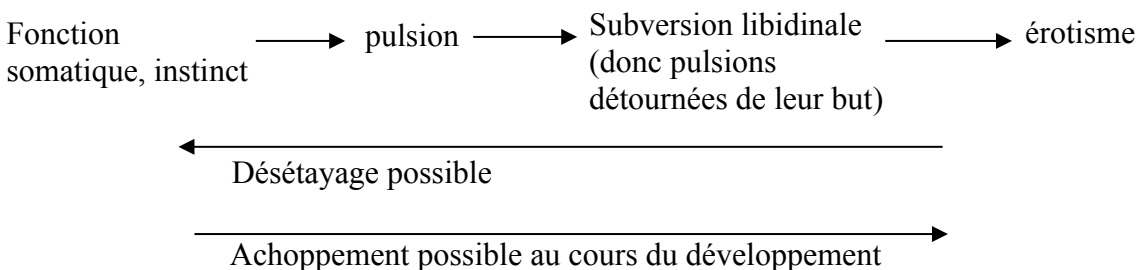 Fonction
somatique, instinct
pulsion
Subversion libidinale
(donc pulsions
détournées de leur but)
érotisme
Désétayage possible
Achoppement possible au cours du développement